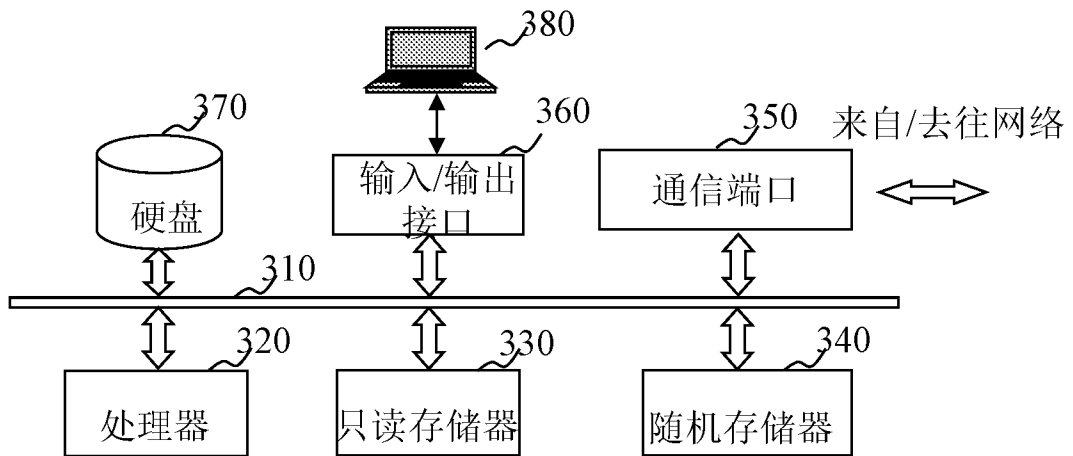 380
370
360
350
来自/去往网络
硬盘
输入/输出
接口
通信端口
310
320
330
340
处理器
只读存储器
随机存储器